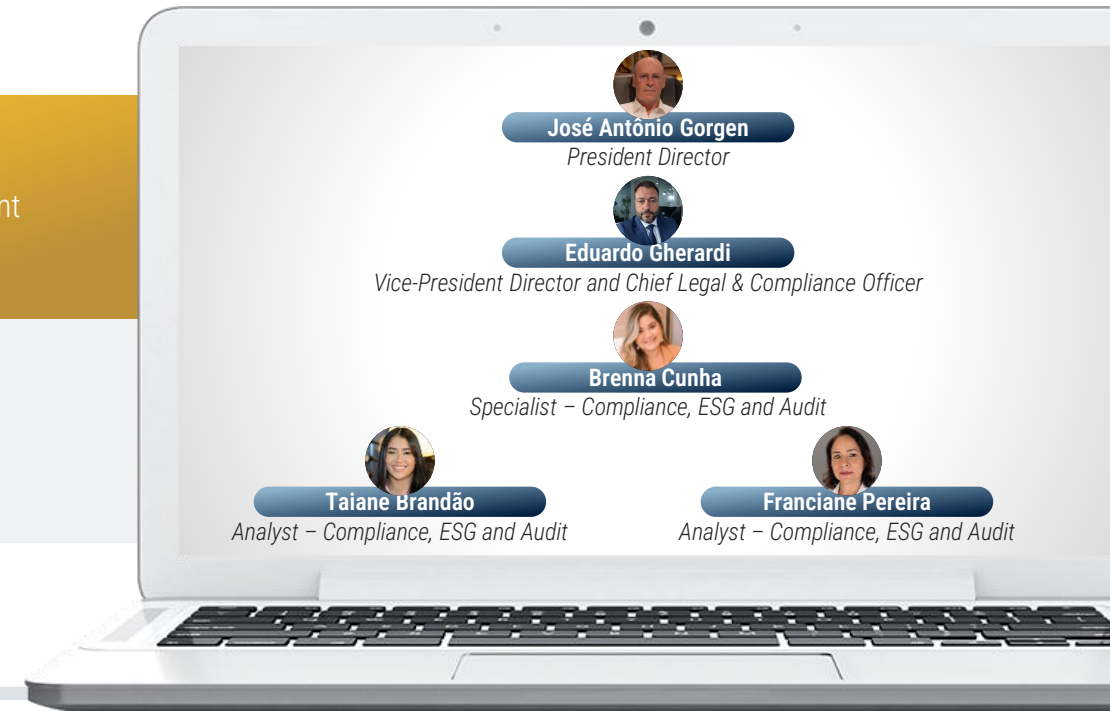 nt
José Antônio Gorgen
President Director
Eduardo Gherardi
Vice-President Director and Chief Legal & Compliance Officer
Brenna Cunha
Specialist – Compliance, ESG and Audit
Taiane Brandão
Analyst – Compliance, ESG and Audit
Franciane Pereira
Analyst – Compliance, ESG and Audit